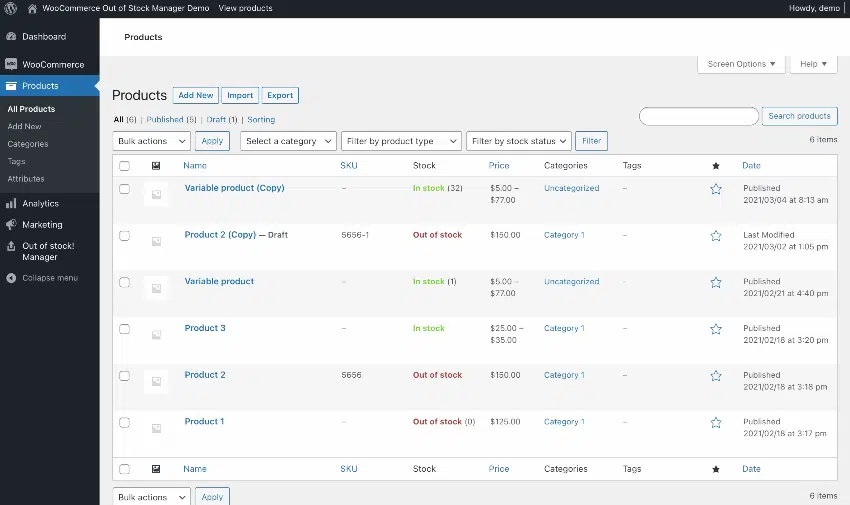 WooCommerce Out of Stock Manager Demo View products Howdy, demo
Dashboard
WooCommerce
Products
All Products
Add New
Categories
Tags
Attributes
Analytics
Marketing
Out of stock!
Manager
Collapse menu
Products
Screen Options ▼ Help ▼
Products Add New Import Export
All (6) | Published (5) | Draft (1) | Sorting
Search products
Bulk actions Apply Select a category Filter by product type Filter by stock status Filter 6 items
Name SKU Stock Price Categories Tags ★ Date
Variable product (Copy) – In stock (32) $5.00 – Uncategorized – Published
$77.00 2021/03/04 at 8:13 am
Product 2 (Copy) — Draft 5656-1 Out of stock $150.00 Category 1 – Last Modified
2021/03/02 at 1:05 pm
Variable product – In stock (1) $5.00 – Uncategorized – Published
$77.00 2021/02/21 at 4:40 pm
Product 3 – In stock $25.00 – Category 1 – Published
$35.00 2021/02/18 at 3:20 pm
Product 2 5656 Out of stock $150.00 Category 1 – Published
2021/02/18 at 3:18 pm
Product 1 – Out of stock (0) $125.00 Category 1 – Published
2021/02/18 at 3:17 pm
Name SKU Stock Price Categories Tags ★ Date
Bulk actions Apply 6 items